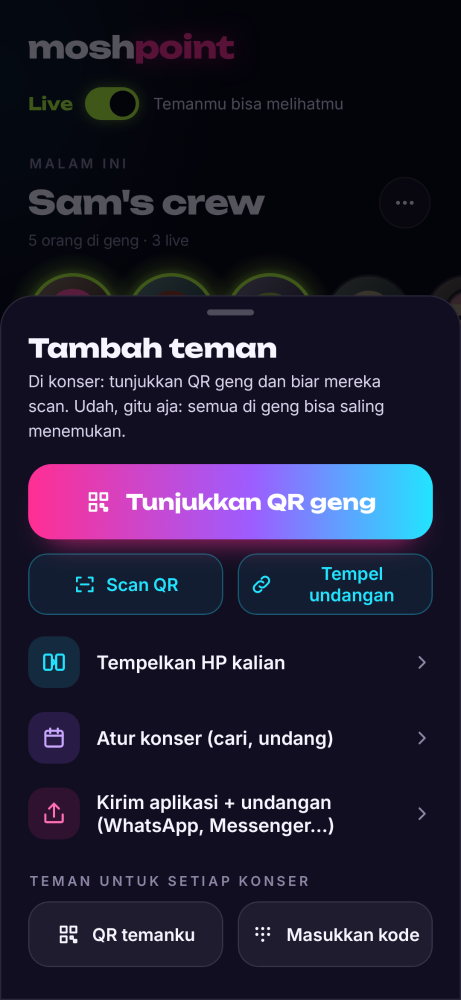 moshpoint
Live
Temanmu bisa melihatmu
MALAM INI
Sam's crew
5 orang di geng · 3 live
Tambah teman
Di konser: tunjukkan QR geng dan biar mereka
scan. Udah, gitu aja: semua di geng bisa saling
menemukan.
Tunjukkan QR geng
Scan QR
Tempel
undangan
Tempelkan HP kalian
Atur konser (cari, undang)
Kirim aplikasi + undangan
(WhatsApp, Messenger...)
TEMAN UNTUK SETIAP KONSER
QR temanku
Masukkan kode